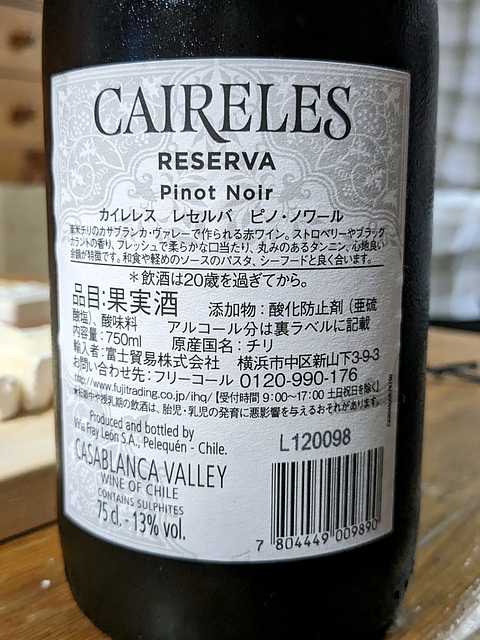 CAIRELES
RESERVA
Pinot Noir
カイレレス レセルバ ピノ・ノワール
南米チリのカサブランカ・ヴァレーで作られる赤ワイン。ストロベリーやブラック
カラントの香り、フレッシュで柔らかな口当たり、丸みのあるタンニン、心地良い
余韻が特徴です。和食や軽めのソースのパスタ、シーフードと良く合います。
＊飲酒は20歳を過ぎてから。
品目:果実酒 添加物：酸化防止剤（亜硫
酸塩）、酸味料 アルコール分は裏ラベルに記載
内容量：750ml 原産国名：チリ
輸入者：富士貿易株式会社 横浜市中区新山下3-9-3
お問い合わせ先：フリーコール 0120-990-176
http://www.fujitrading.co.jp/ihq/【受付時間 9：00～17：00 土日祝日を除く】
妊娠中や授乳期の飲酒は、胎児・乳児の発育に悪影響を与えるおそれがあります。
Produced and bottled by
Viña Fray León S.A., Pelequén - Chile.
CASABLANCA VALLEY
WINE OF CHILE
CONTAINS SULPHITES
75 cl. - 13% vol.
L120098
7 804449 009890